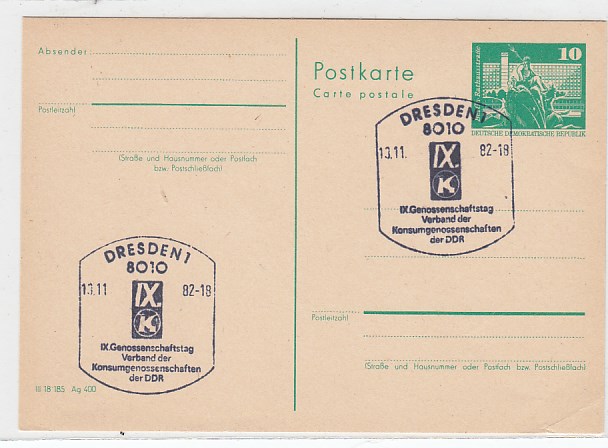 Absender
Postleitzahl
(Straße und Hausnummer oder Postfach
bzw. Postschließfach)
DRESDEN 1
8010
13.11 82-18
IX.
K
IX.Genossenschaftstag
Verband der
Konsumgenossenschaften
der DDR
III 18 185 Ag 400
Postkarte
Carte postale
10
Rathausstraße
DEUTSCHE DEMOKRATISCHE REPUBLIK
DRESDEN 1
8010
13.11. 82-18
IX.
K
IX.Genossenschaftstag
Verband der
Konsumgenossenschaften
der DDR
Postleitzahl
(Straße und Hausnummer oder Postfach bzw. Postschließfach)